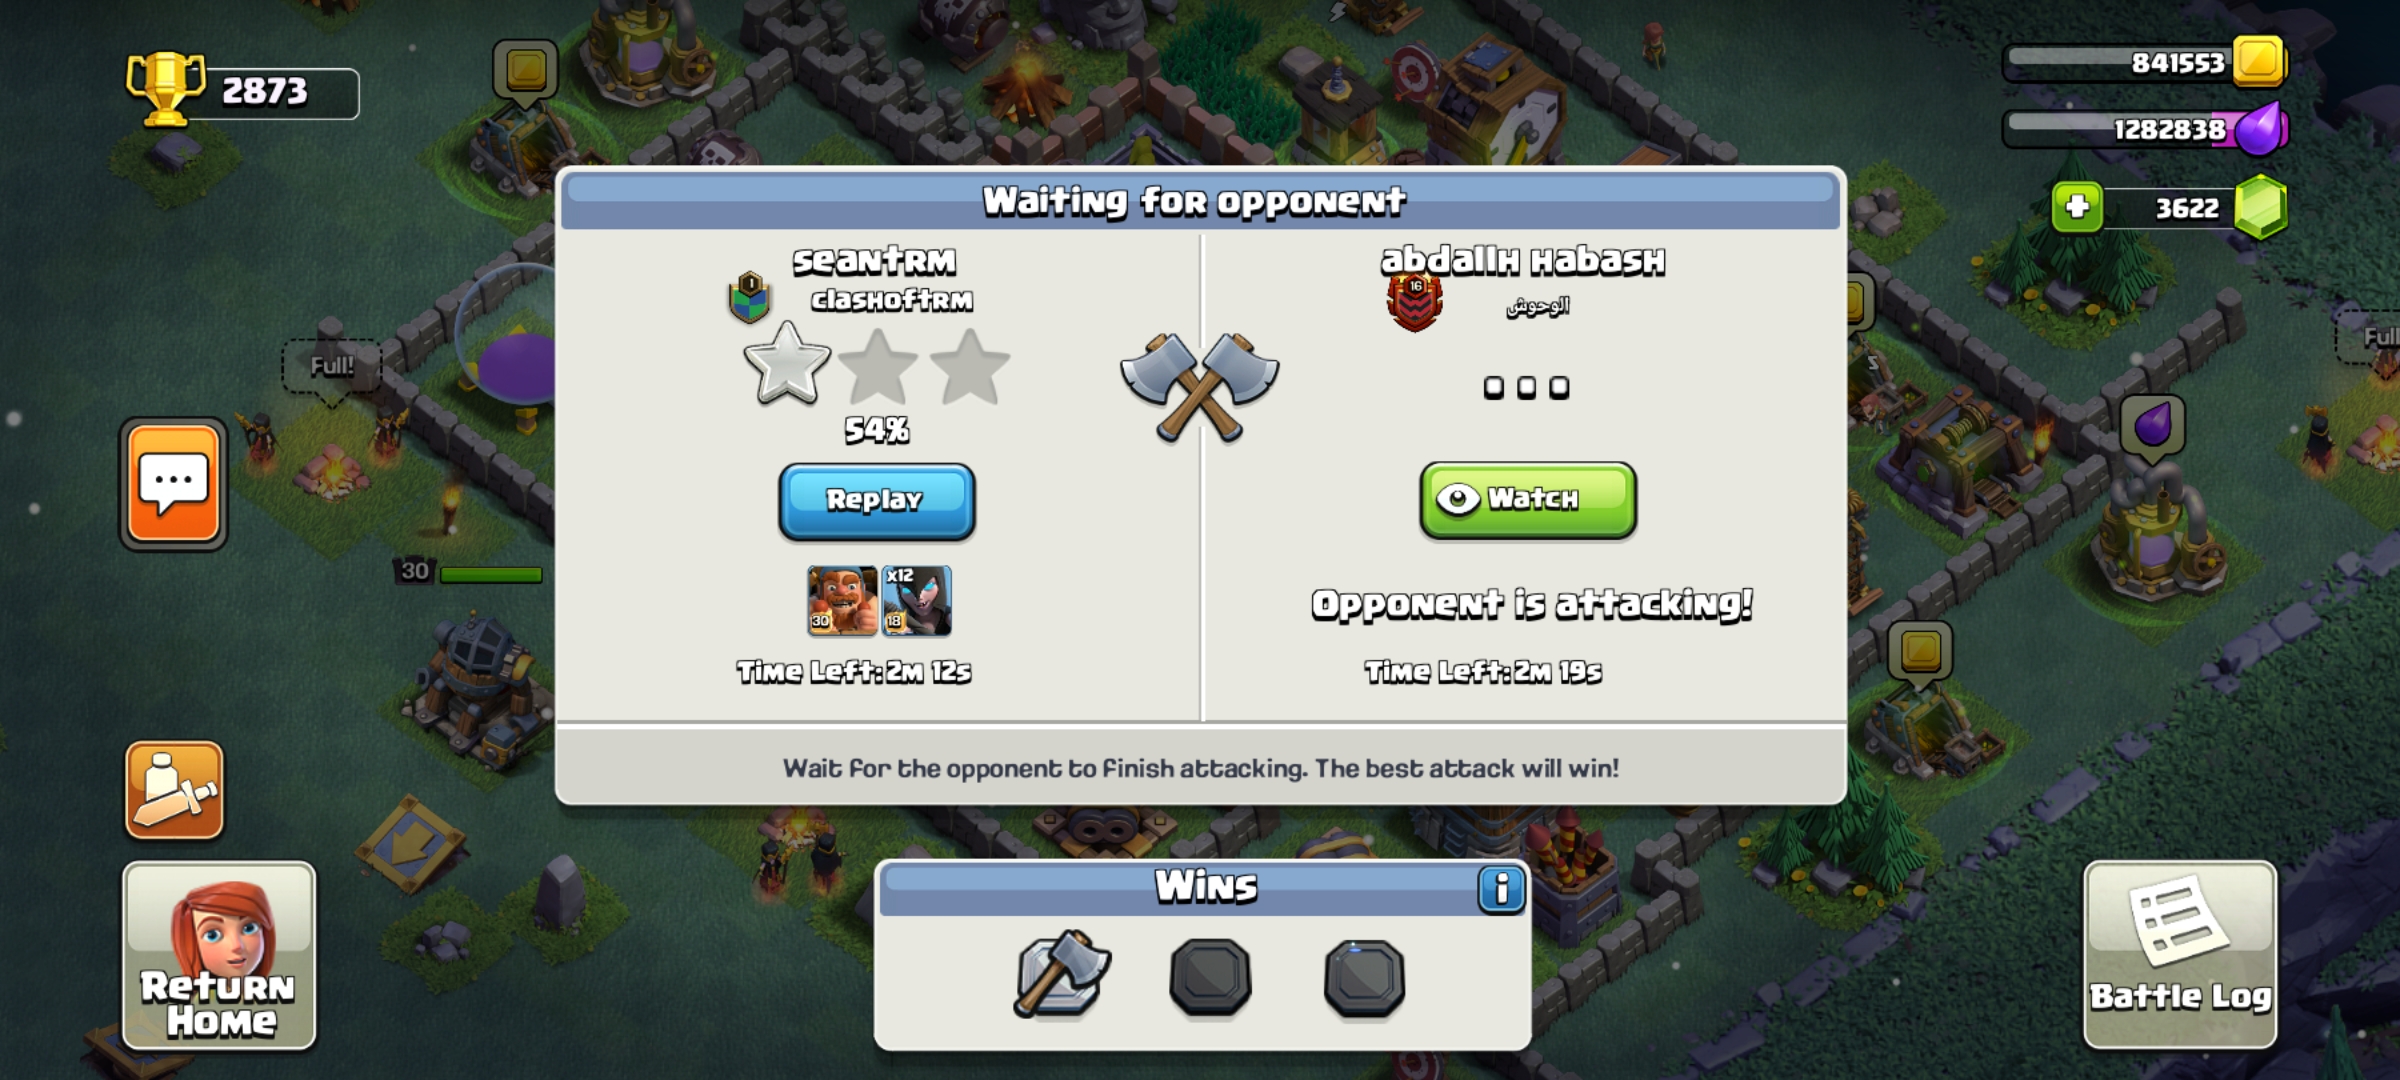 2873
841553
1282838
3622
Full!
Full
30
Waiting for opponent
seantrm
1
clashoftrm
54%
Replay
30
x12
18
Time Left:2m 12s
abdallh habash
16
الوحوش
...
Watch
Opponent is attacking!
Time Left:2m 19s
Wait for the opponent to finish attacking. The best attack will win!
Wins
i
Return
Home
Battle Log